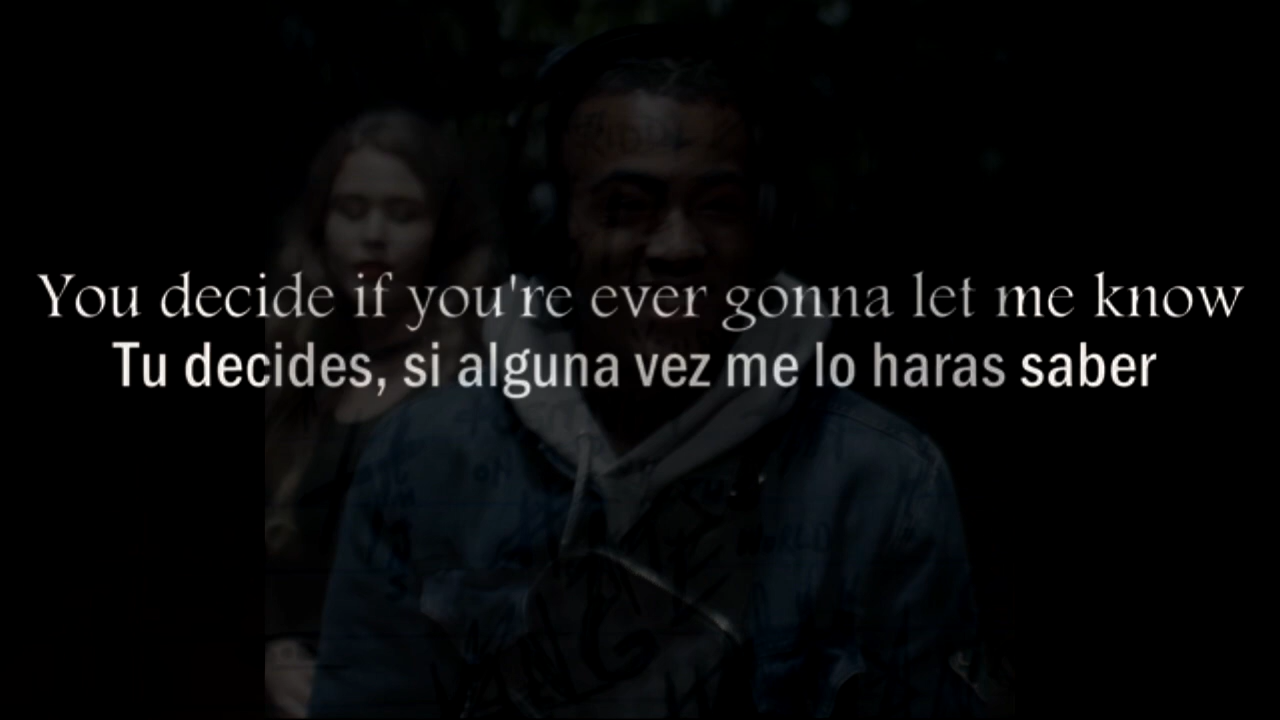 You decide if you're ever gonna let me know
Tu decides, si alguna vez me lo haras saber